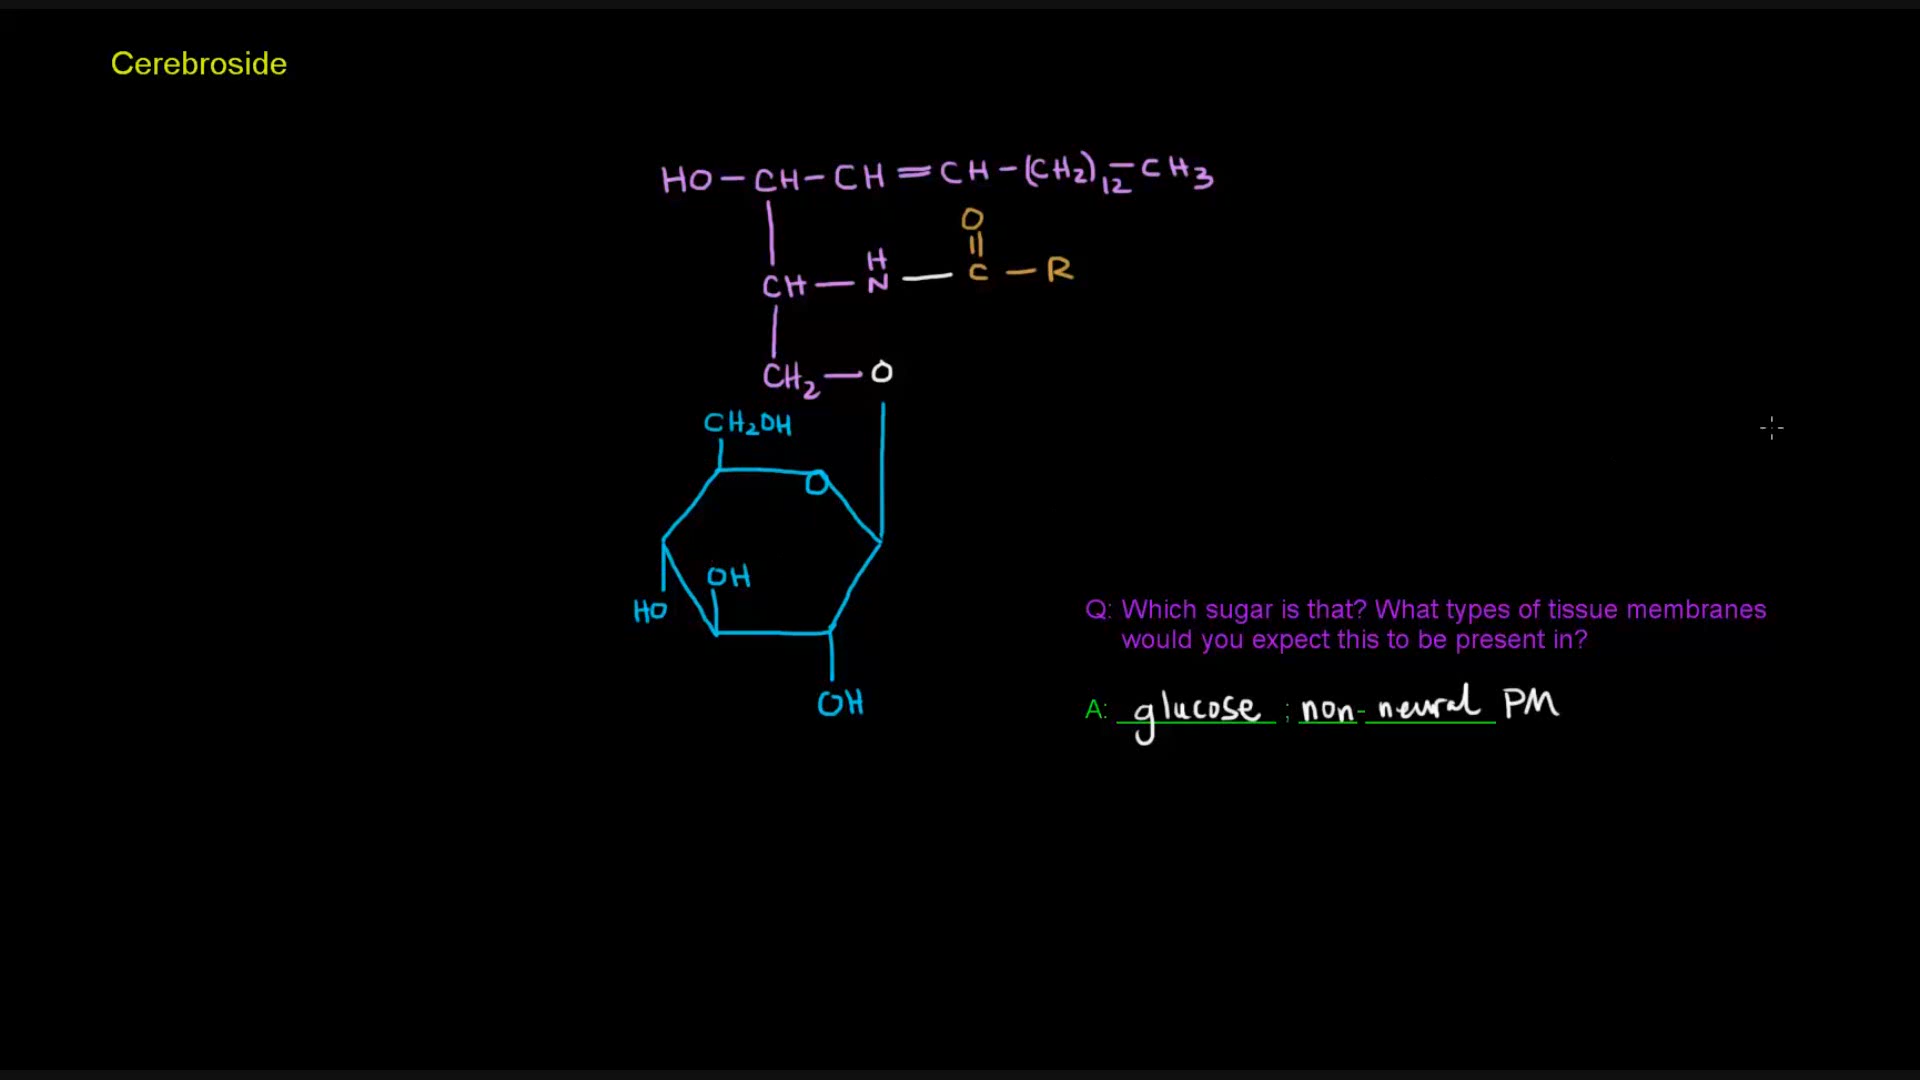 Cerebroside
HO-CH-CH=CH-(CH2)12-CH3
O
H
CH-N-C-R
CH2-O
CH2OH
O
OH
HO
Q: Which sugar is that? What types of tissue membranes
would you expect this to be present in?
OH
A: glucose ; non-neural PM